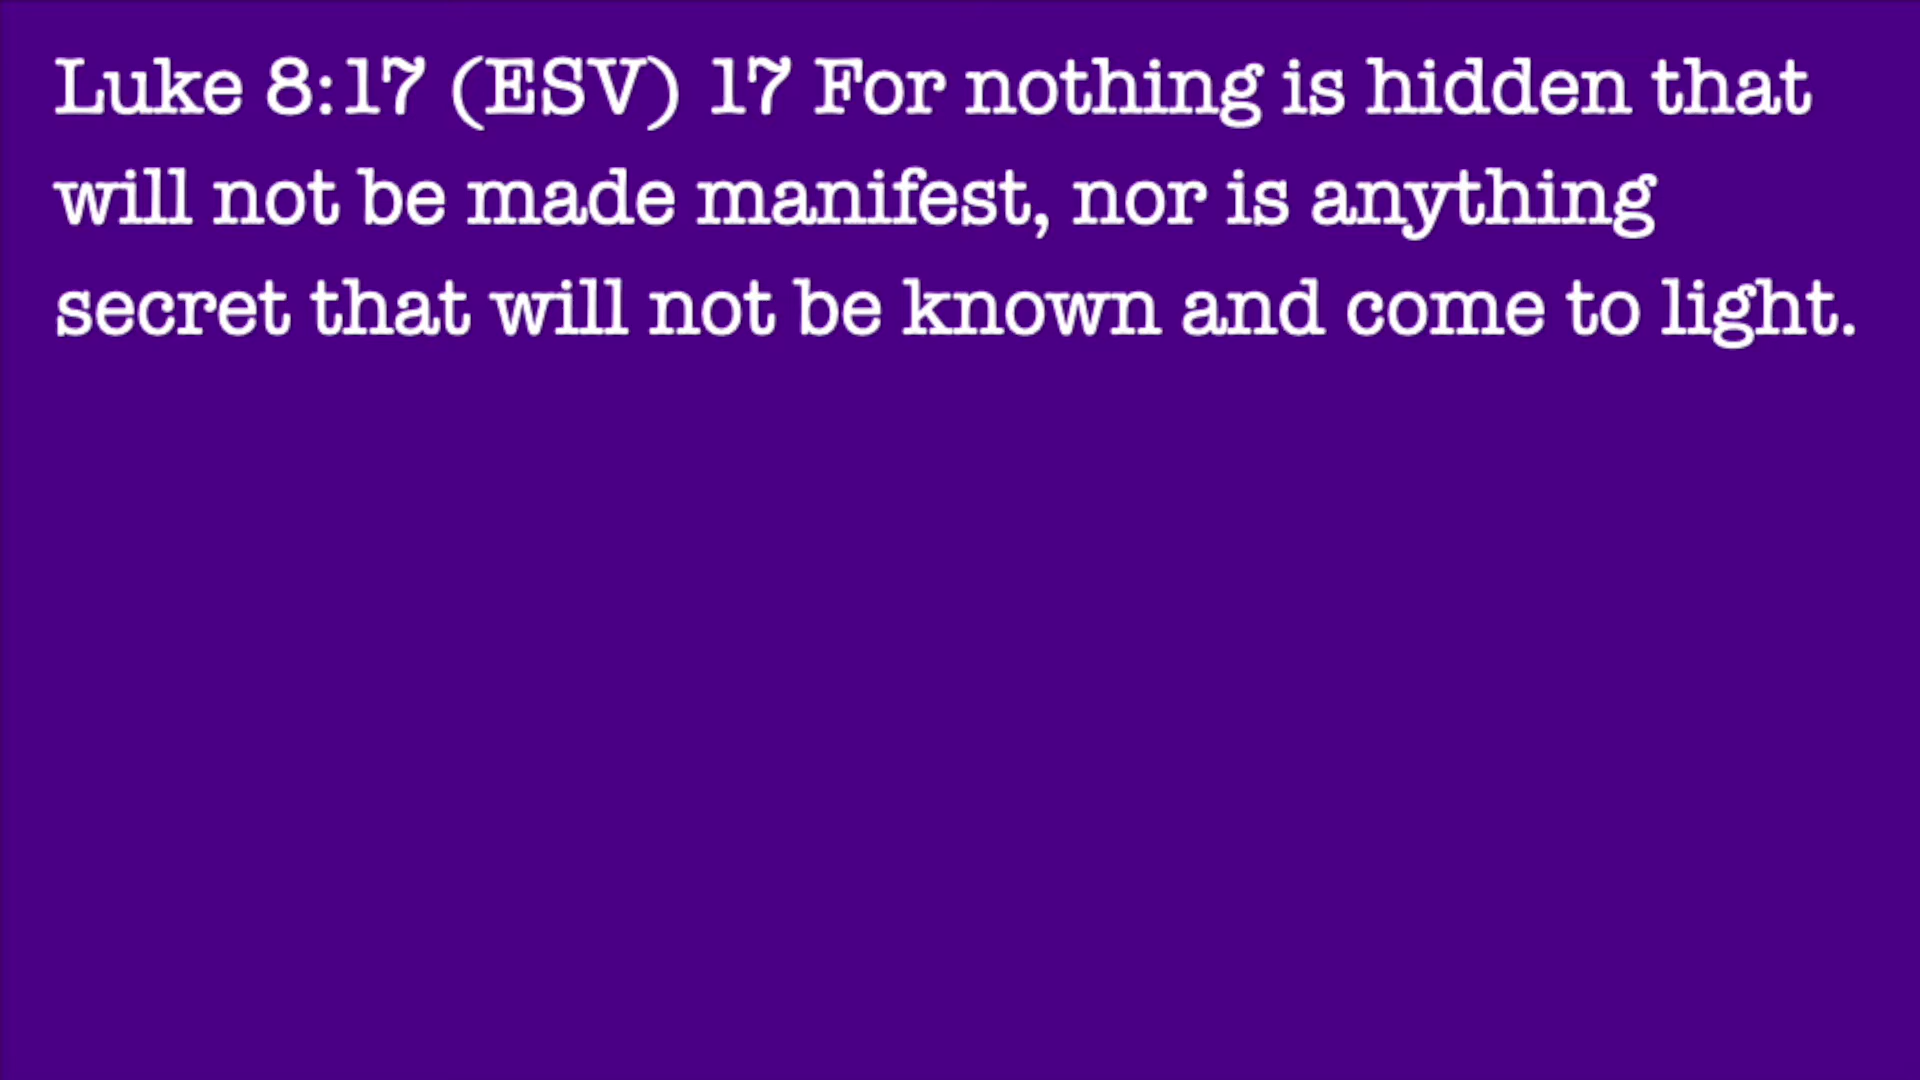 Luke 8:17 (ESV) 17 For nothing is hidden that
will not be made manifest, nor is anything
secret that will not be known and come to light.